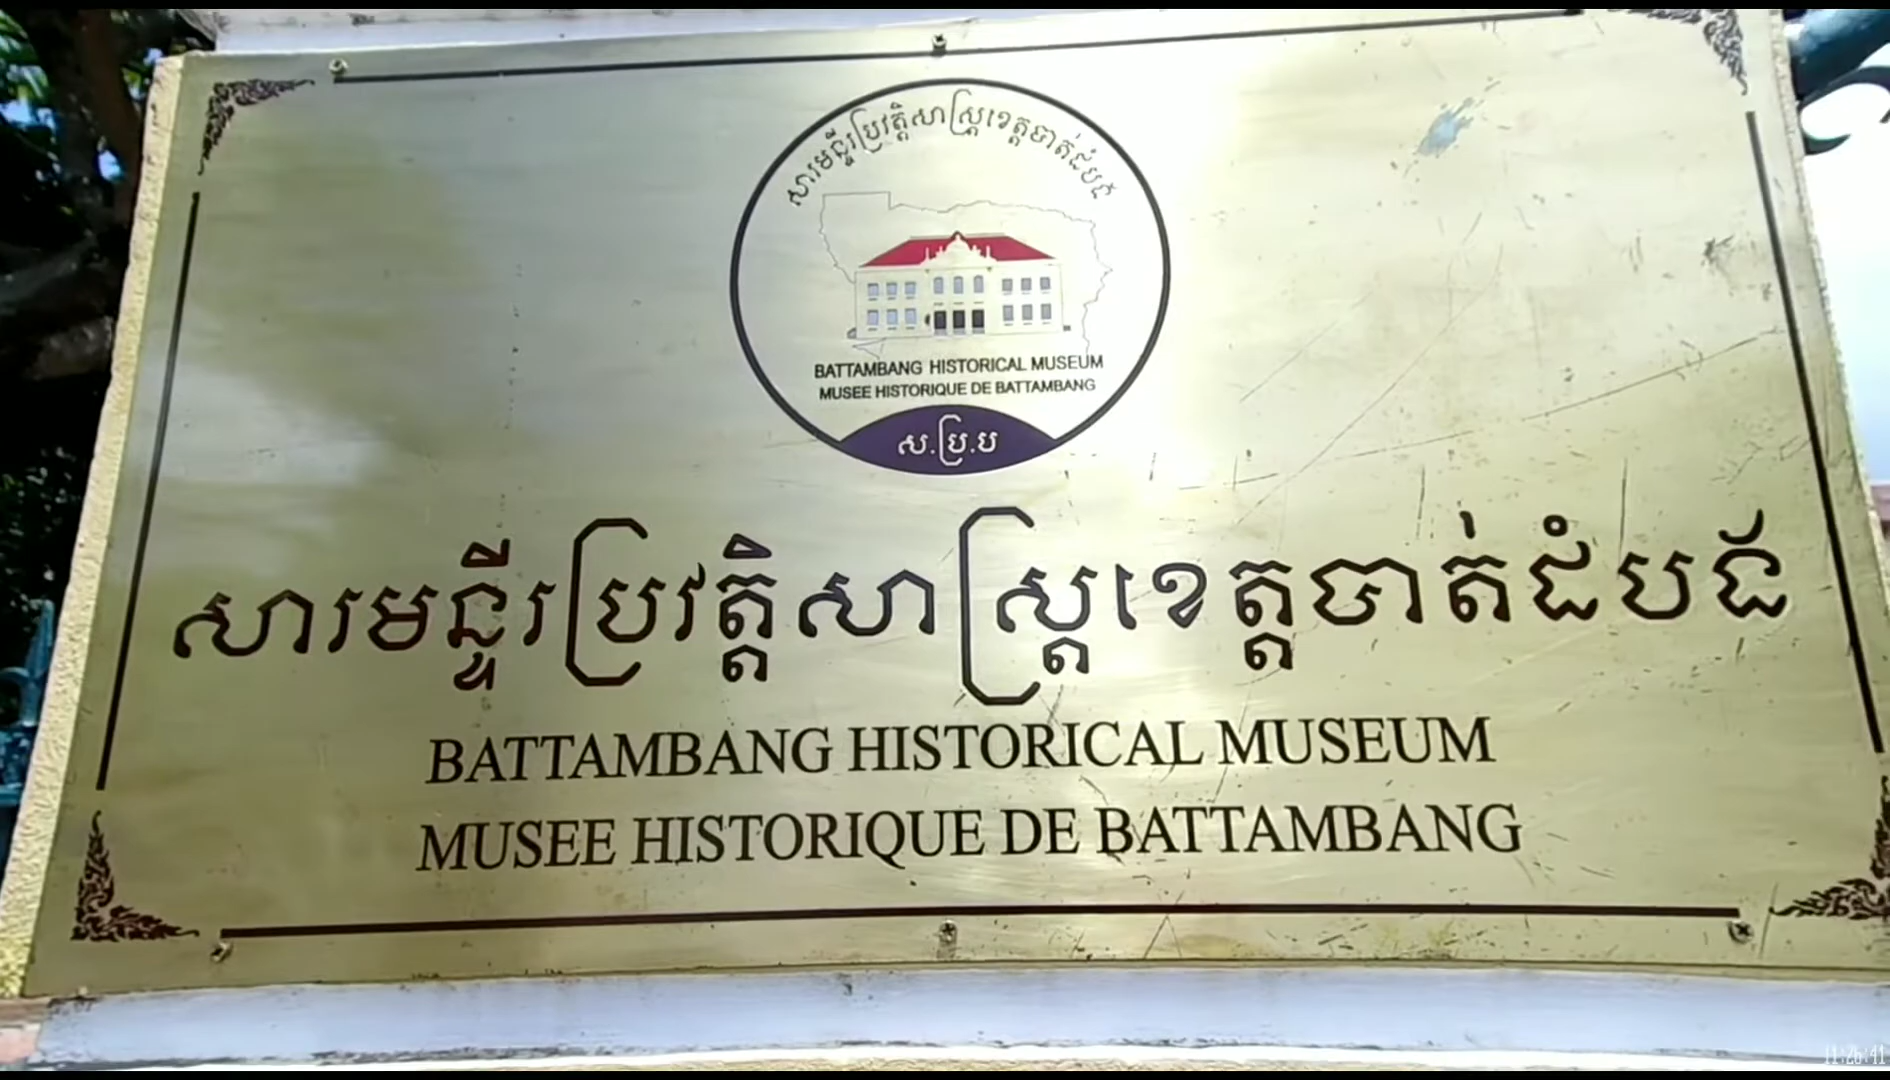 សារមន្ទីរប្រវត្តិសាស្ត្រខេត្តបាត់ដំបង
BATTAMBANG HISTORICAL MUSEUM
MUSEE HISTORIQUE DE BATTAMBANG
ស.ប្រ.ប
សារមន្ទីរប្រវត្តិសាស្ត្រខេត្តបាត់ដំបង
BATTAMBANG HISTORICAL MUSEUM
MUSEE HISTORIQUE DE BATTAMBANG
11:26:41